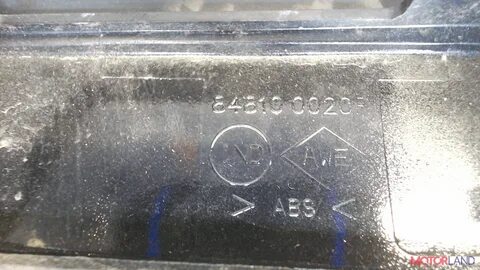 84810 0020R
> ABS <
MOTORLAND